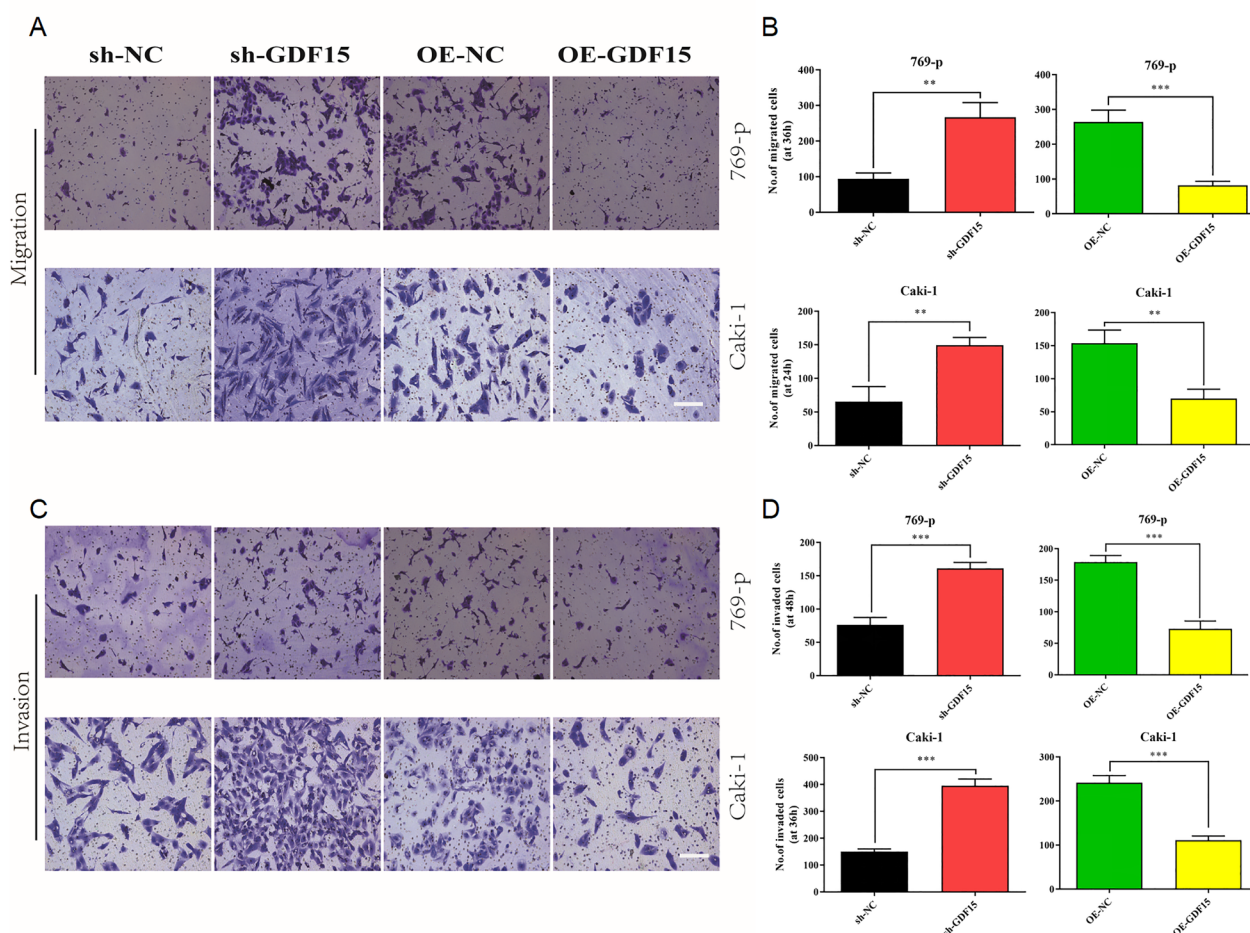 A
sh-NC sh-GDF15 OE-NC OE-GDF15
Migration
769-p
Caki-1
B
769-p
No.of migrated cells
(at 36h)
400
300
200
100
0
**
sh-NC
sh-GDF15
769-p
400
300
200
100
0
***
OE-NC
OE-GDF15
Caki-1
No.of migrated cells
(at 24h)
200
150
100
50
0
**
sh-NC
sh-GDF15
Caki-1
200
150
100
50
0
**
OE-NC
OE-GDF15
C
Invasion
769-p
Caki-1
D
769-p
No.of invaded cells
(at 48h)
200
150
100
50
0
***
sh-NC
sh-GDF15
769-p
200
150
100
50
0
***
OE-NC
OE-GDF15
Caki-1
No.of invaded cells
(at 36h)
500
400
300
200
100
0
***
sh-NC
sh-GDF15
Caki-1
300
200
100
0
***
OE-NC
OE-GDF15